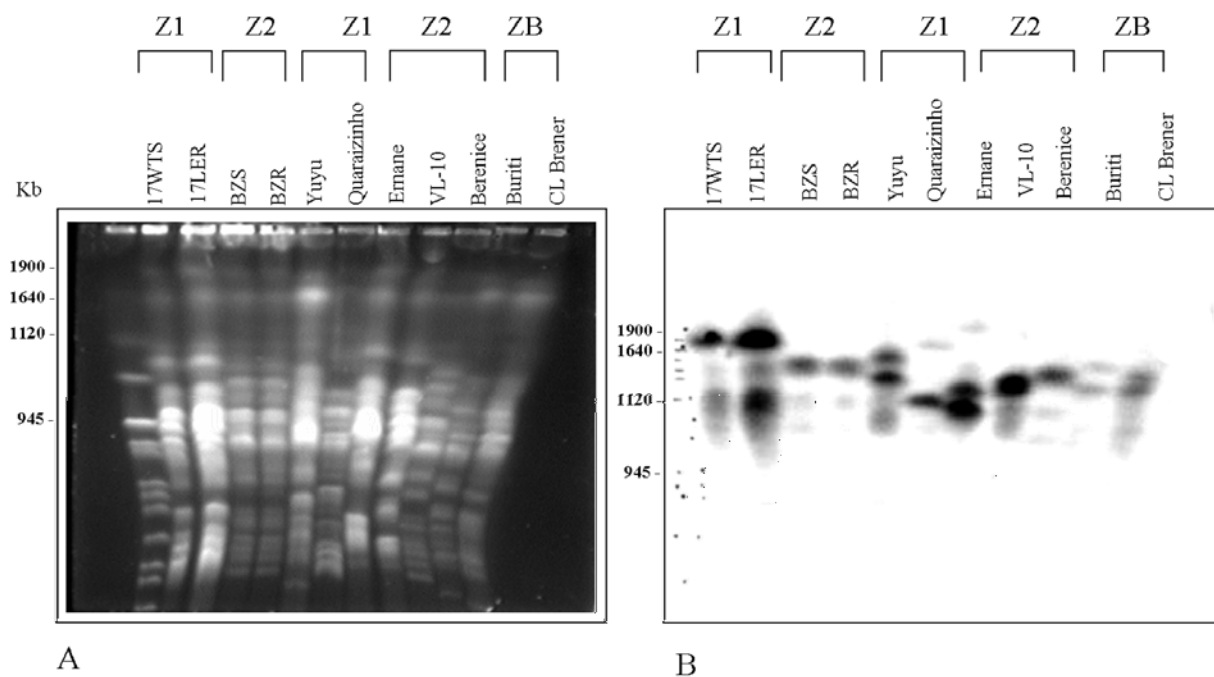 Z1 Z2 Z1 Z2 ZB
17WTS 17LER BZS BZR Yuyu Quaraizinho Ernane VL-10 Berenice Buriti CL Brener
Kb
1900 -
1640 -
1120 -
945 -
A
Z1 Z2 Z1 Z2 ZB
17WTS 17LER BZS BZR Yuyu Quaraizinho Ernane VL-10 Berenice Buriti CL Brener
1900 -
1640 -
1120 -
945 -
B